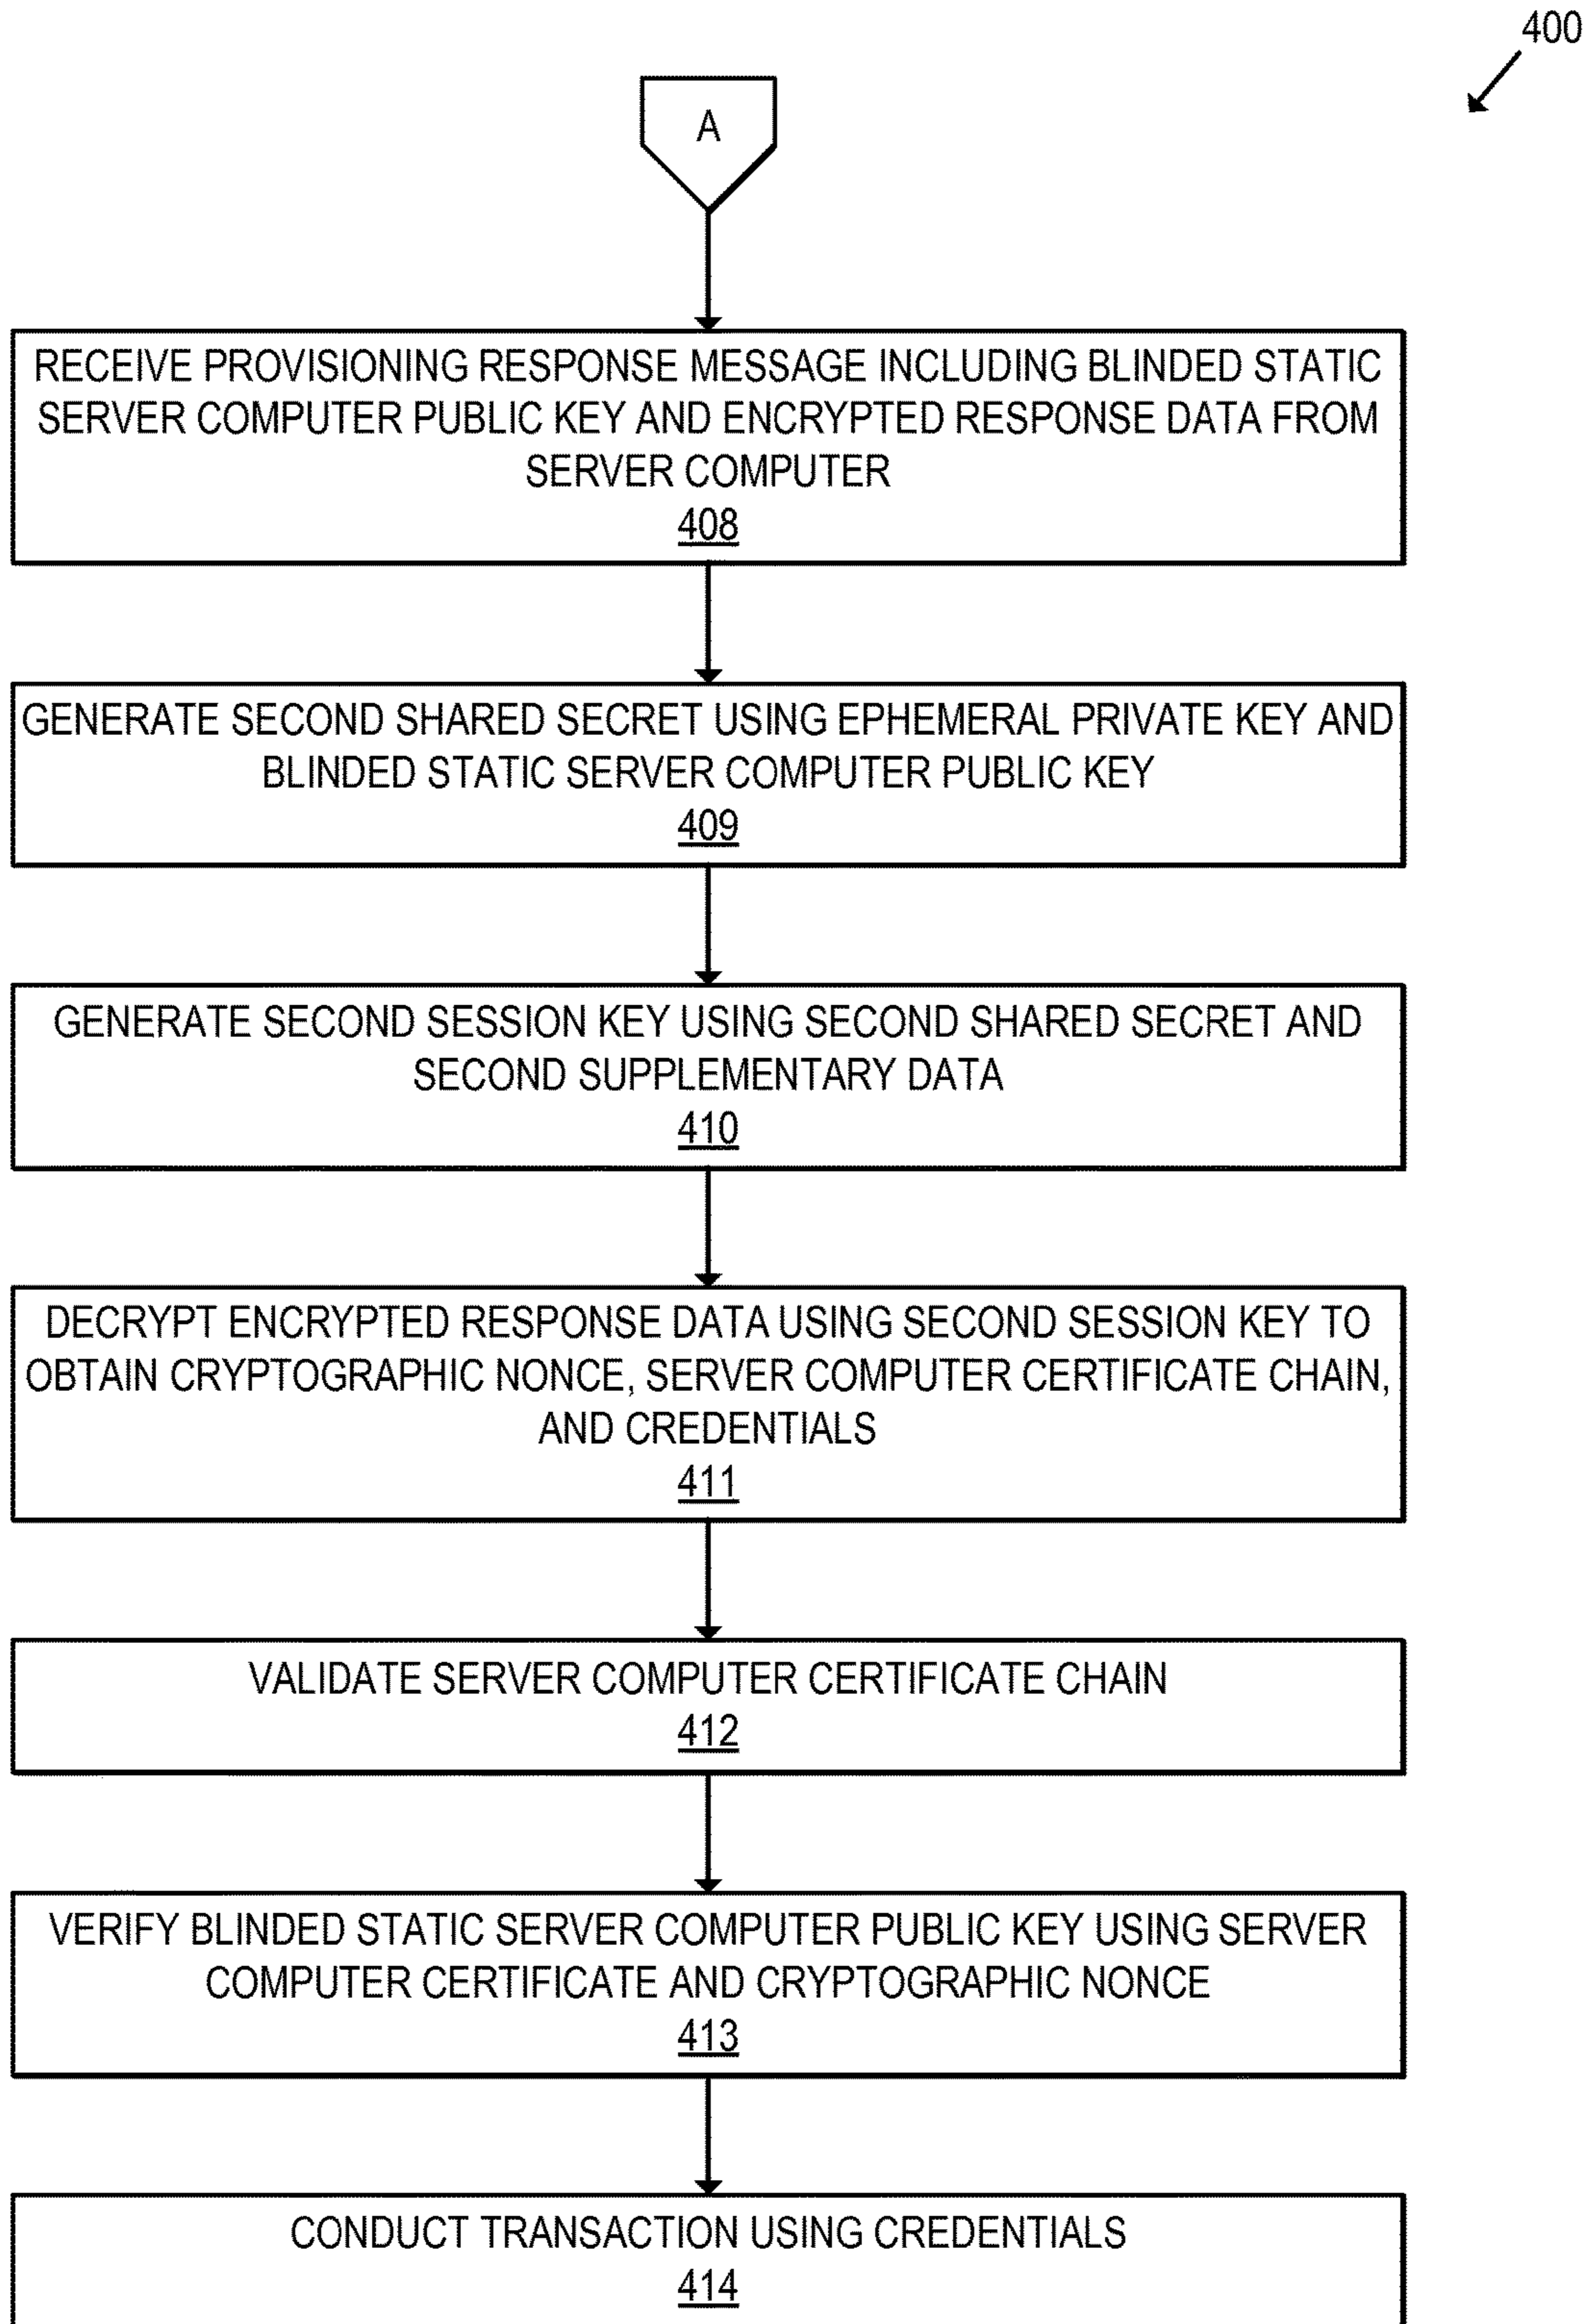 400
A
RECEIVE PROVISIONING RESPONSE MESSAGE INCLUDING BLINDED STATIC
SERVER COMPUTER PUBLIC KEY AND ENCRYPTED RESPONSE DATA FROM
SERVER COMPUTER
408
GENERATE SECOND SHARED SECRET USING EPHEMERAL PRIVATE KEY AND
BLINDED STATIC SERVER COMPUTER PUBLIC KEY
409
GENERATE SECOND SESSION KEY USING SECOND SHARED SECRET AND
SECOND SUPPLEMENTARY DATA
410
DECRYPT ENCRYPTED RESPONSE DATA USING SECOND SESSION KEY TO
OBTAIN CRYPTOGRAPHIC NONCE, SERVER COMPUTER CERTIFICATE CHAIN,
AND CREDENTIALS
411
VALIDATE SERVER COMPUTER CERTIFICATE CHAIN
412
VERIFY BLINDED STATIC SERVER COMPUTER PUBLIC KEY USING SERVER
COMPUTER CERTIFICATE AND CRYPTOGRAPHIC NONCE
413
CONDUCT TRANSACTION USING CREDENTIALS
414